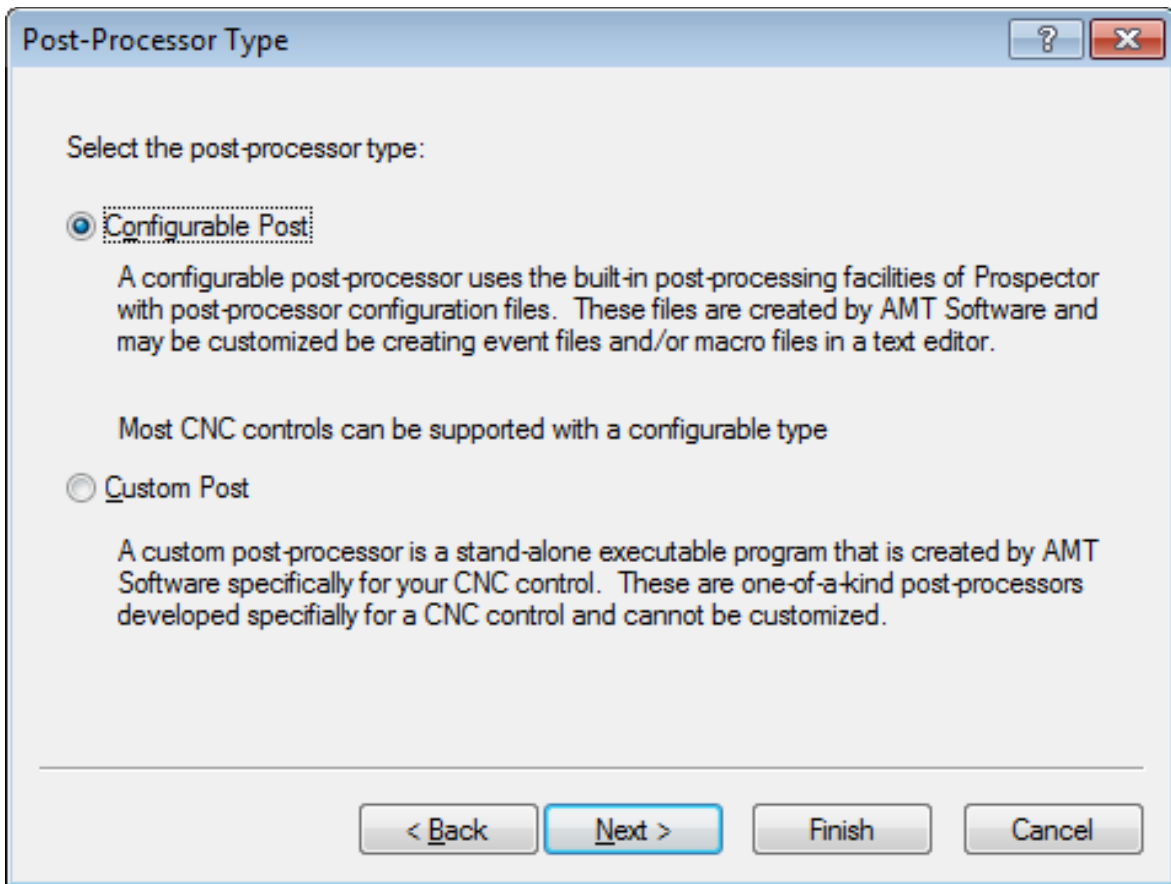 Post-Processor Type
Select the post-processor type:
Configurable Post
A configurable post-processor uses the built-in post-processing facilities of Prospector
with post-processor configuration files.  These files are created by AMT Software and
may be customized be creating event files and/or macro files in a text editor.
Most CNC controls can be supported with a configurable type
Custom Post
A custom post-processor is a stand-alone executable program that is created by AMT
Software specifically for your CNC control.  These are one-of-a-kind post-processors
developed specifially for a CNC control and cannot be customized.
< Back Next > Finish Cancel